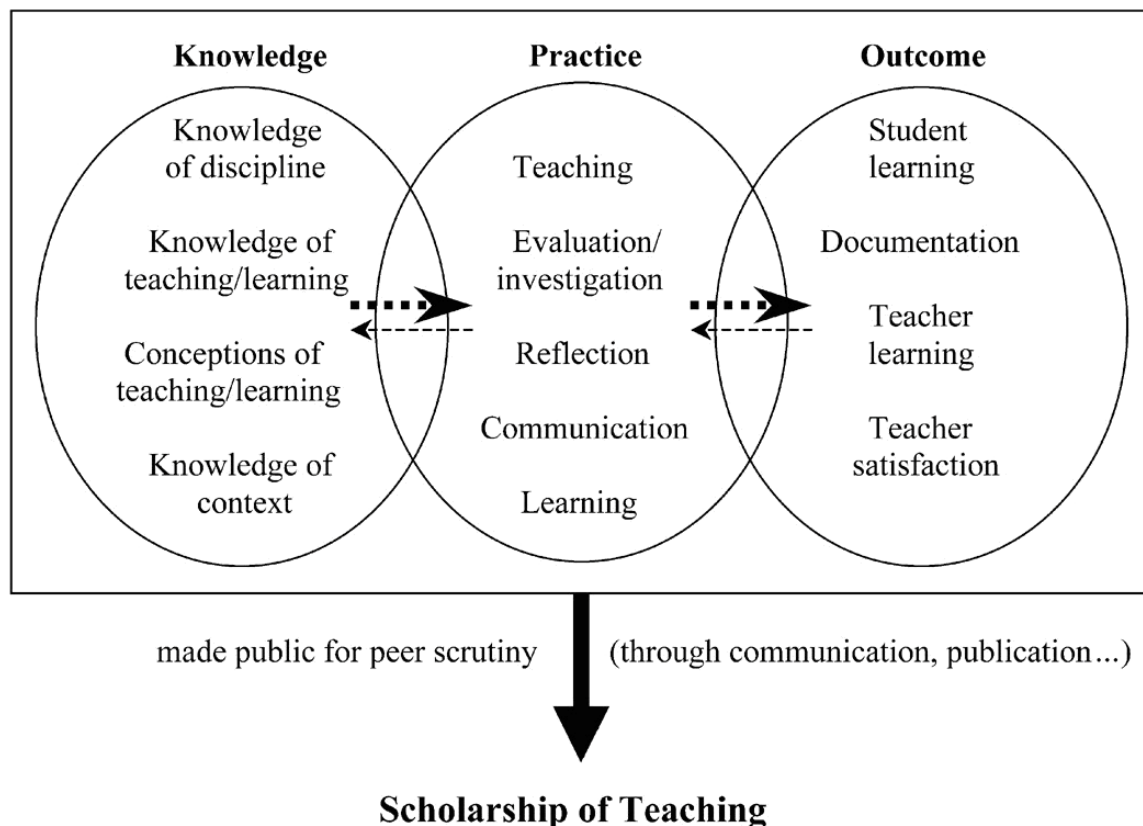 Knowledge
Practice
Outcome
Knowledge
of discipline
Knowledge of
teaching/learning
Conceptions of
teaching/learning
Knowledge of
context
Teaching
Evaluation/
investigation
Reflection
Communication
Learning
Student
learning
Documentation
Teacher
learning
Teacher
satisfaction
made public for peer scrutiny
(through communication, publication...)
Scholarship of Teaching